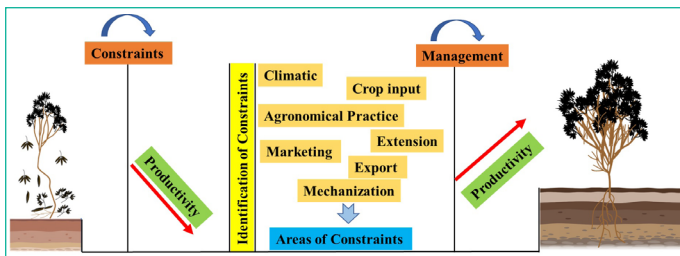 Constraints
Productivity
Identification of Constraints
Climatic
Crop input
Agronomical Practice
Extension
Marketing
Export
Mechanization
Areas of Constraints
Management
Productivity